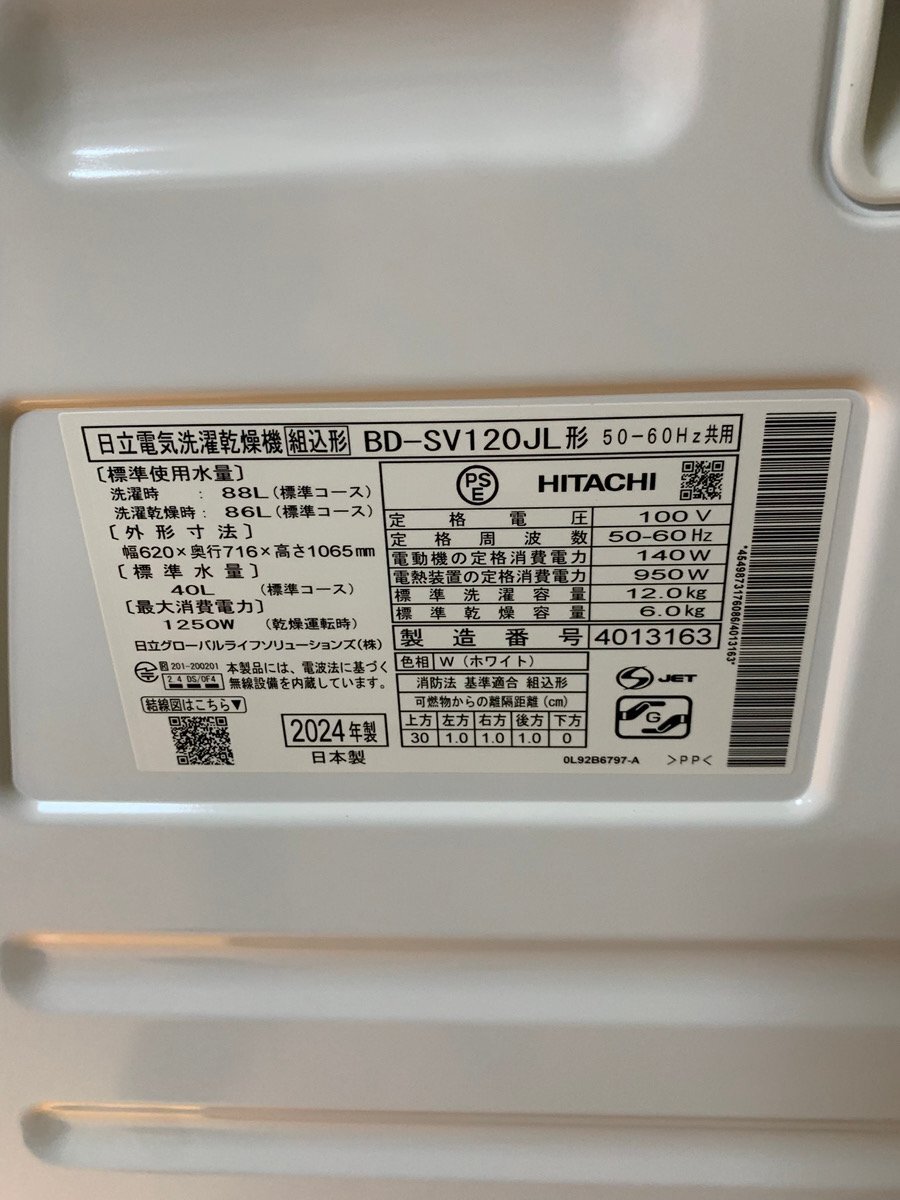 日立電気洗濯乾燥機 組込形 BD-SV120JL形 50-60Hz共用
〔標準使用水量〕
洗濯時 : 88L(標準コース)
洗濯乾燥時: 86L(標準コース)
〔外形寸法〕
幅620×奥行716×高さ1065mm
〔標準水量〕
40L (標準コース)
〔最大消費電力〕
1250W (乾燥運転時)
日立グローバルライフソリューションズ(株)
201-200201
2.4 DS/OF4
本製品には、電波法に基づく
無線設備を内蔵しています。
結線図はこちら▼
2024年製
日本製
PSE HITACHI
定格電圧 100V
定格周波数 50-60Hz
電動機の定格消費電力 140W
電熱装置の定格消費電力 950W
標準洗濯容量 12.0kg
標準乾燥容量 6.0kg
製造番号 4013163
色相 W(ホワイト)
消防法 基準適合 組込形
可燃物からの離隔距離(cm)
上方 左方 右方 後方 下方
30 1.0 1.0 1.0 0
S JET
G
0L92B6797-A >PP<
*4549873176086/4013163*